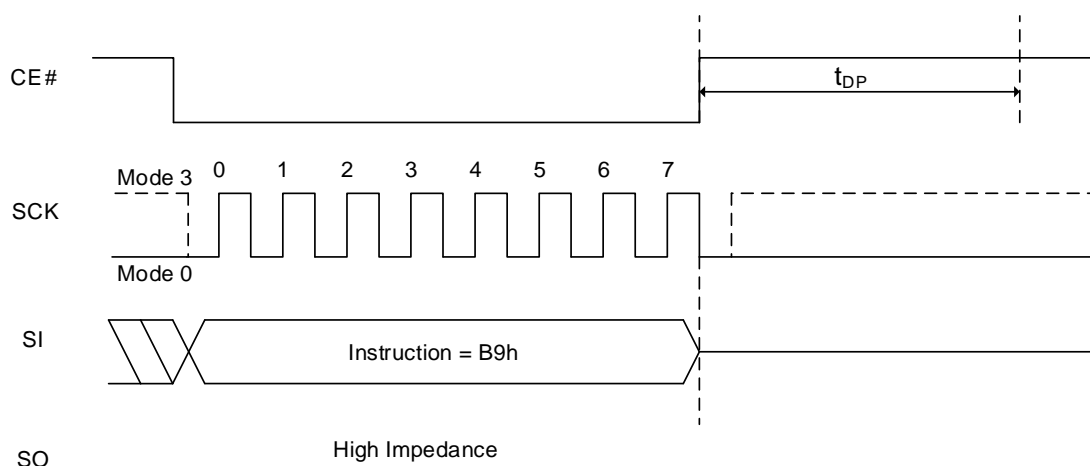 CE#
tDP
Mode 3
0 1 2 3 4 5 6 7
SCK
Mode 0
SI
Instruction = B9h
High Impedance
SO